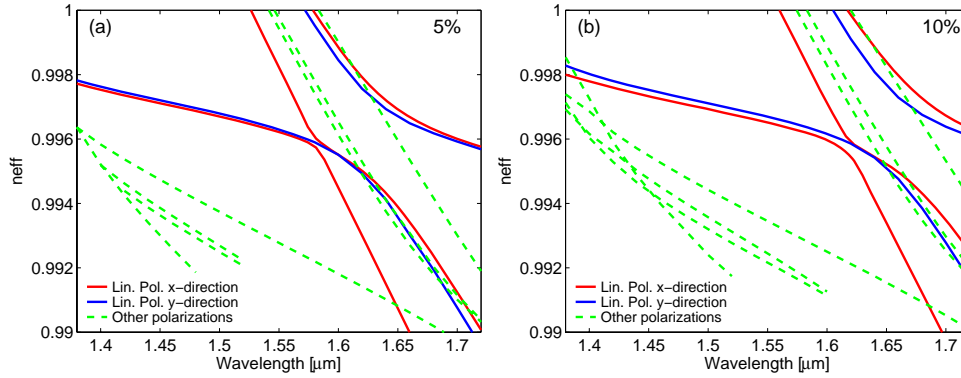 (a)
5%
1
0.998
0.996
0.994
0.992
0.99
neff
Lin. Pol. x−direction
Lin. Pol. y−direction
Other polarizations
1.4
1.45
1.5
1.55
1.6
1.65
1.7
Wavelength [μm]
(b)
10%
1
0.998
0.996
0.994
0.992
0.99
neff
Lin. Pol. x−direction
Lin. Pol. y−direction
Other polarizations
1.4
1.45
1.5
1.55
1.6
1.65
1.7
Wavelength [μm]